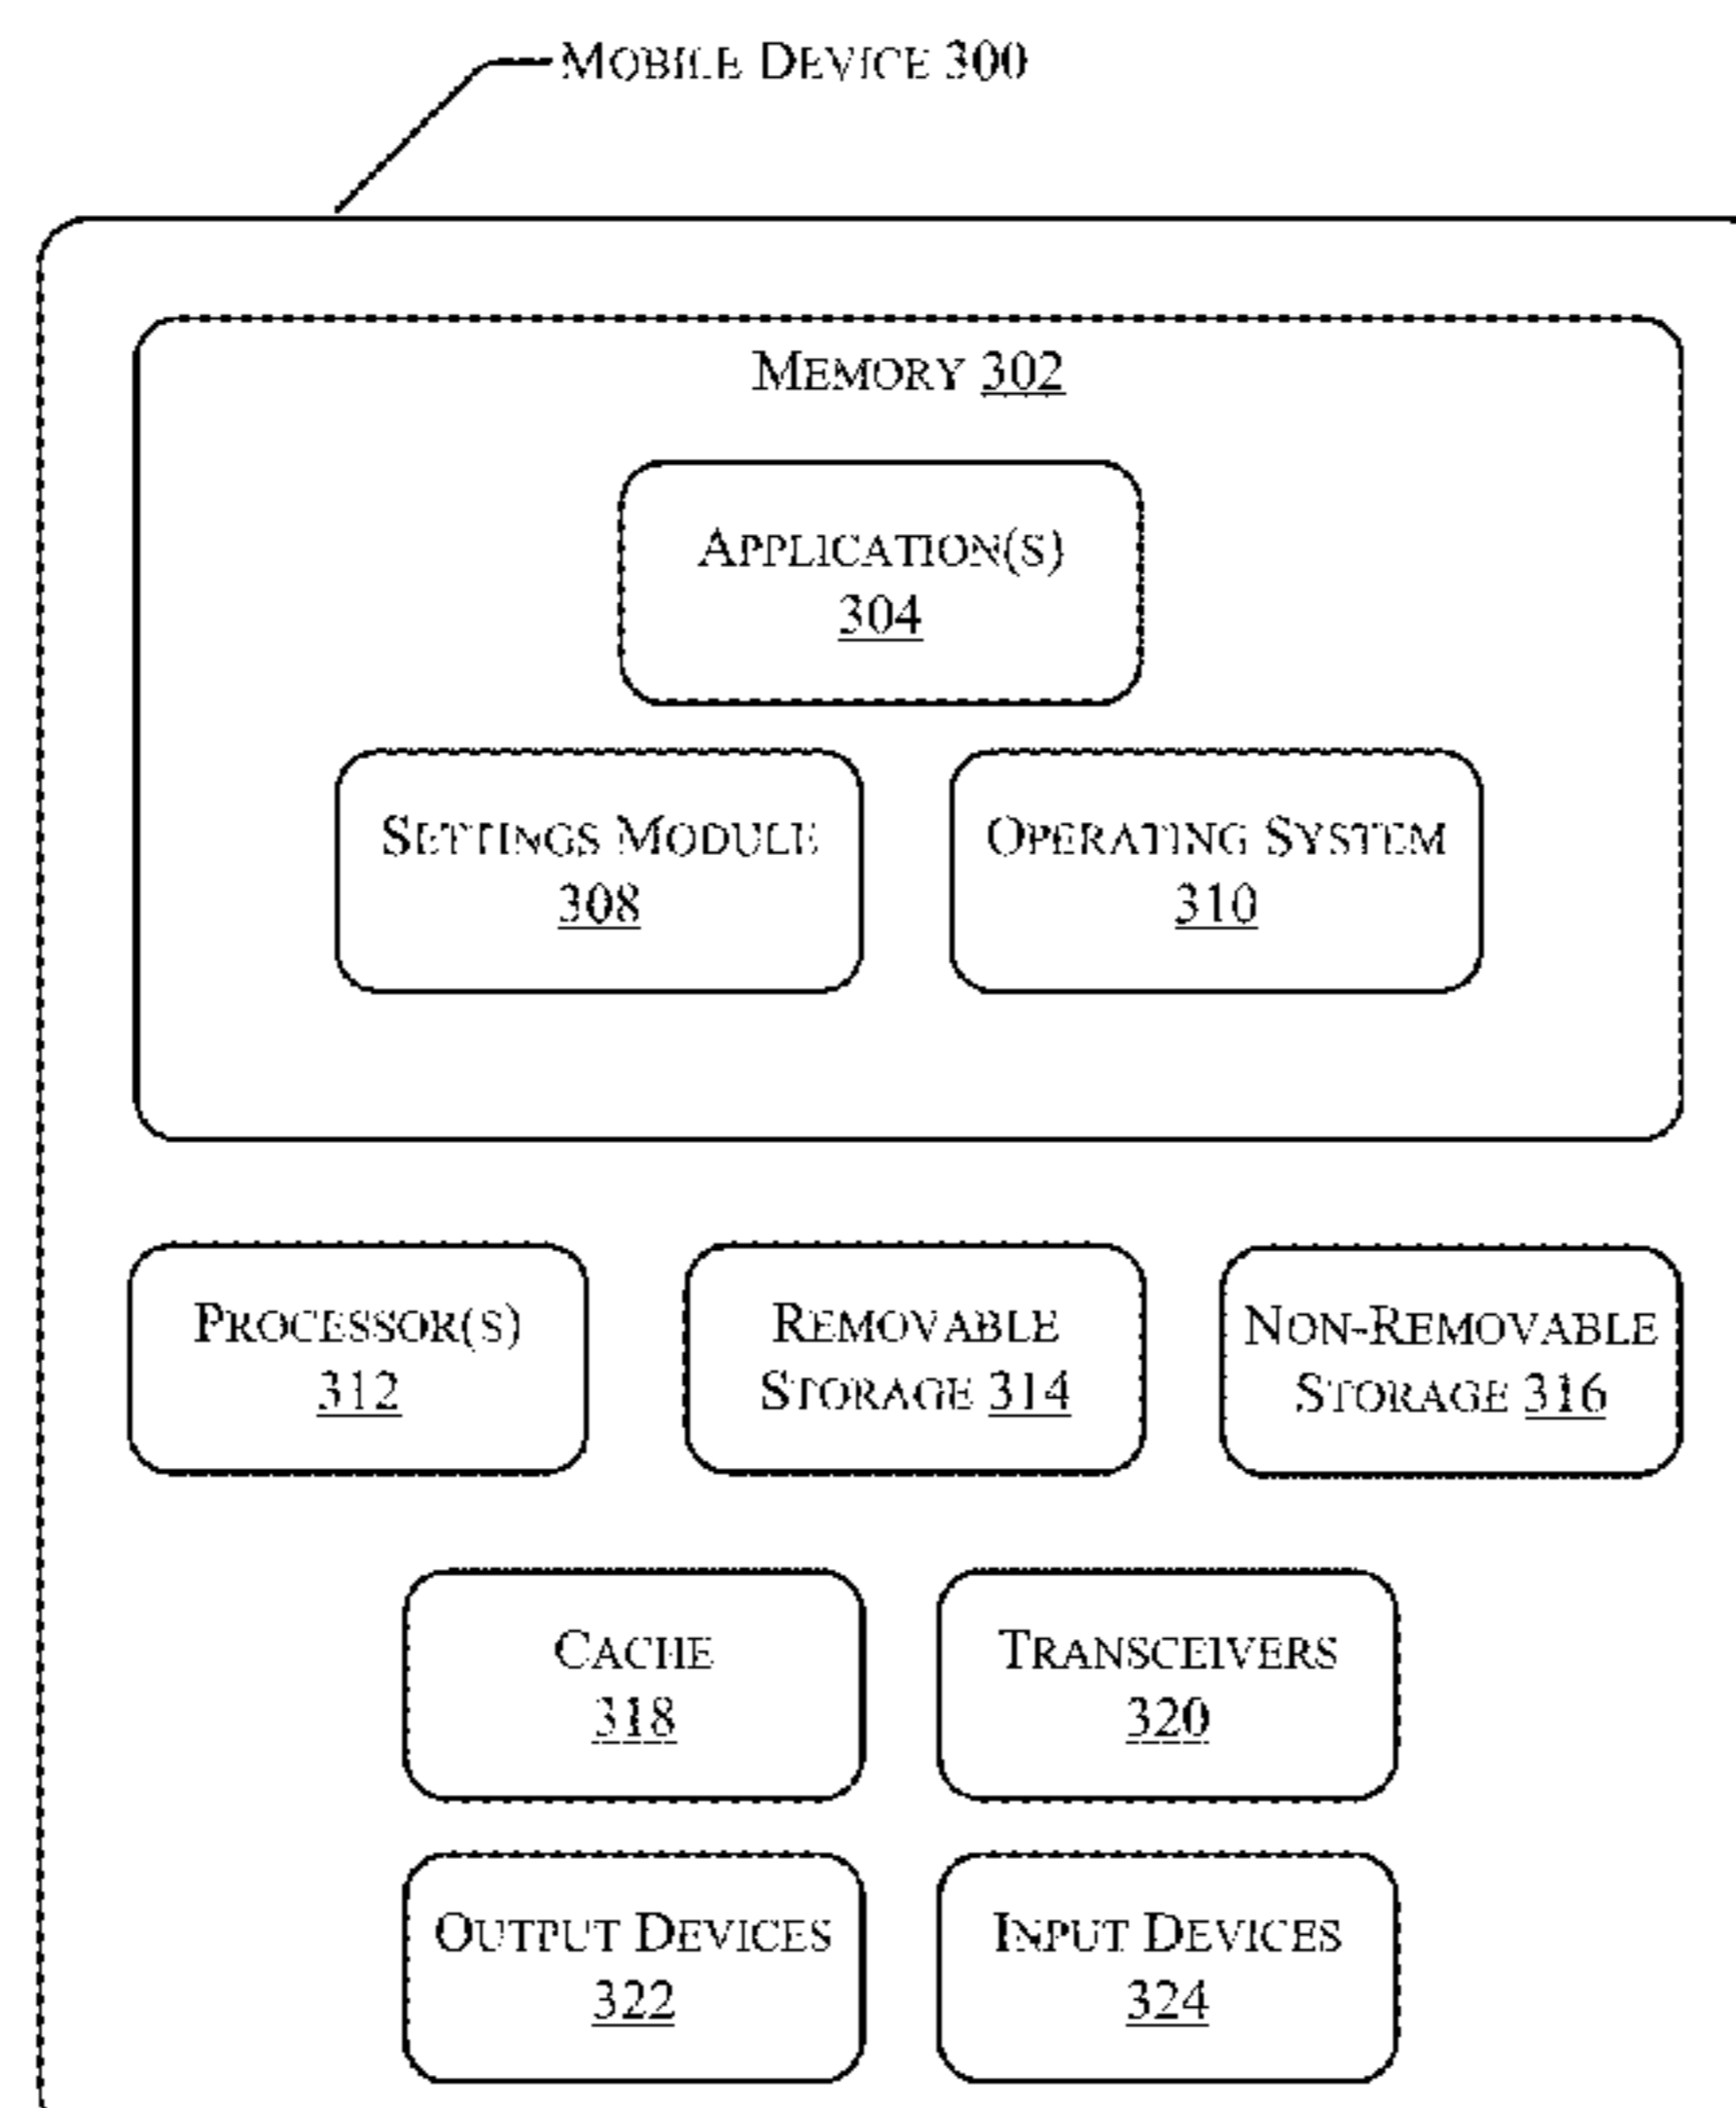 MOBILE DEVICE 300
MEMORY 302
APPLICATION(S)
304
SETTINGS MODULE
308
OPERATING SYSTEM
310
PROCESSOR(S)
312
REMOVABLE
STORAGE 314
NON-REMOVABLE
STORAGE 316
CACHE
318
TRANSCEIVERS
320
OUTPUT DEVICES
322
INPUT DEVICES
324